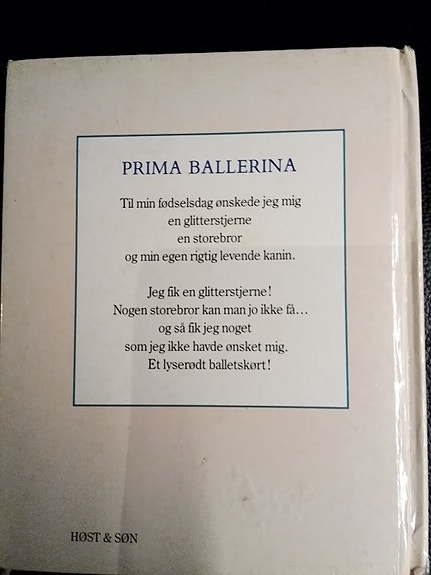 PRIMA BALLERINA
Til min fødselsdag ønskede jeg mig
en glitterstjerne
en storebror
og min egen rigtig levende kanin.
Jeg fik en glitterstjerne!
Nogen storebror kan man jo ikke få...
og så fik jeg noget
som jeg ikke havde ønsket mig.
Et lyserødt balletskørt!
HØST & SØN